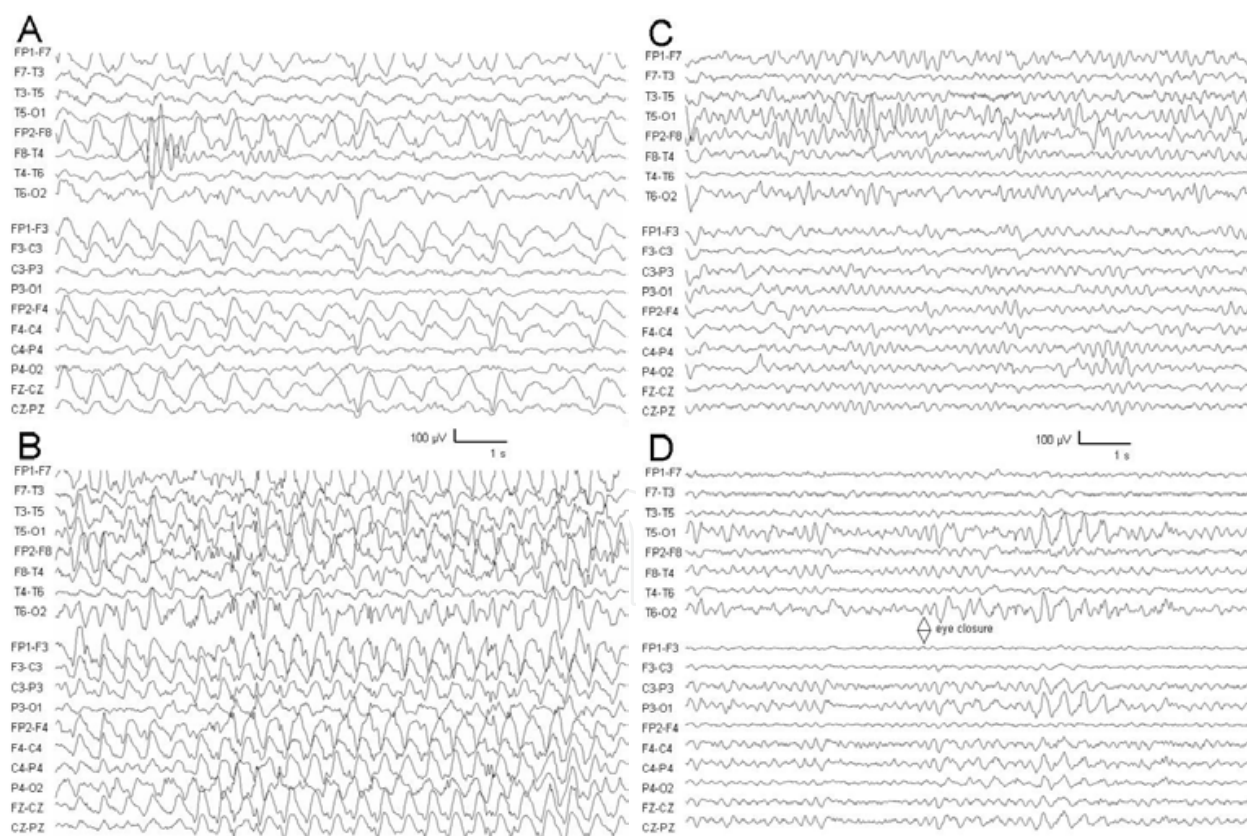 A
FP1-F7
F7-T3
T3-T5
T5-O1
FP2-F8
F8-T4
T4-T6
T6-O2
FP1-F3
F3-C3
C3-P3
P3-O1
FP2-F4
F4-C4
C4-P4
P4-O2
FZ-CZ
CZ-PZ
100 µV
1 s
B
FP1-F7
F7-T3
T3-T5
T5-O1
FP2-F8
F8-T4
T4-T6
T6-O2
FP1-F3
F3-C3
C3-P3
P3-O1
FP2-F4
F4-C4
C4-P4
P4-O2
FZ-CZ
CZ-PZ
C
FP1-F7
F7-T3
T3-T5
T5-O1
FP2-F8
F8-T4
T4-T6
T6-O2
FP1-F3
F3-C3
C3-P3
P3-O1
FP2-F4
F4-C4
C4-P4
P4-O2
FZ-CZ
CZ-PZ
100 µV
1 s
D
FP1-F7
F7-T3
T3-T5
T5-O1
FP2-F8
F8-T4
T4-T6
T6-O2
eye closure
FP1-F3
F3-C3
C3-P3
P3-O1
FP2-F4
F4-C4
C4-P4
P4-O2
FZ-CZ
CZ-PZ